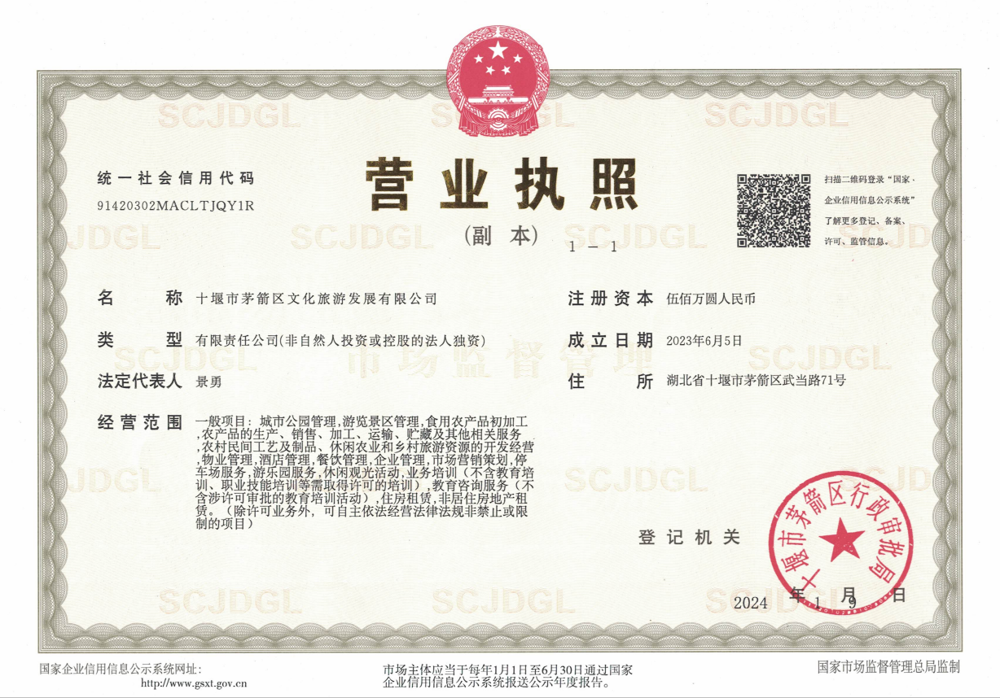 统一社会信用代码
91420302MACLTJQY1R
营业执照
(副 本)
1－1
扫描二维码登录“国家
企业信用信息公示系统”
了解更多登记、备案、
许可、监管信息。
名称 十堰市茅箭区文化旅游发展有限公司
类型 有限责任公司(非自然人投资或控股的法人独资)
法定代表人 景勇
经营范围 一般项目：城市公园管理,游览景区管理,食用农产品初加工
,农产品的生产、销售、加工、运输、贮藏及其他相关服务
,农村民间工艺及制品、休闲农业和乡村旅游资源的开发经营
,物业管理,酒店管理,餐饮管理,企业管理,市场营销策划,停
车场服务,游乐园服务,休闲观光活动,业务培训（不含教育培
训、职业技能培训等需取得许可的培训）,教育咨询服务（不
含涉许可审批的教育培训活动）,住房租赁,非居住房地产租
赁。（除许可业务外，可自主依法经营法律法规非禁止或限
制的项目）
注册资本 伍佰万圆人民币
成立日期 2023年6月5日
住所 湖北省十堰市茅箭区武当路71号
登记机关
十堰市茅箭区行政审批局
2024 年 1 月 9 日
国家企业信用信息公示系统网址：
http://www.gsxt.gov.cn
市场主体应当于每年1月1日至6月30日通过国家
企业信用信息公示系统报送公示年度报告。
国家市场监督管理总局监制
SCJDGL
市场监督管理